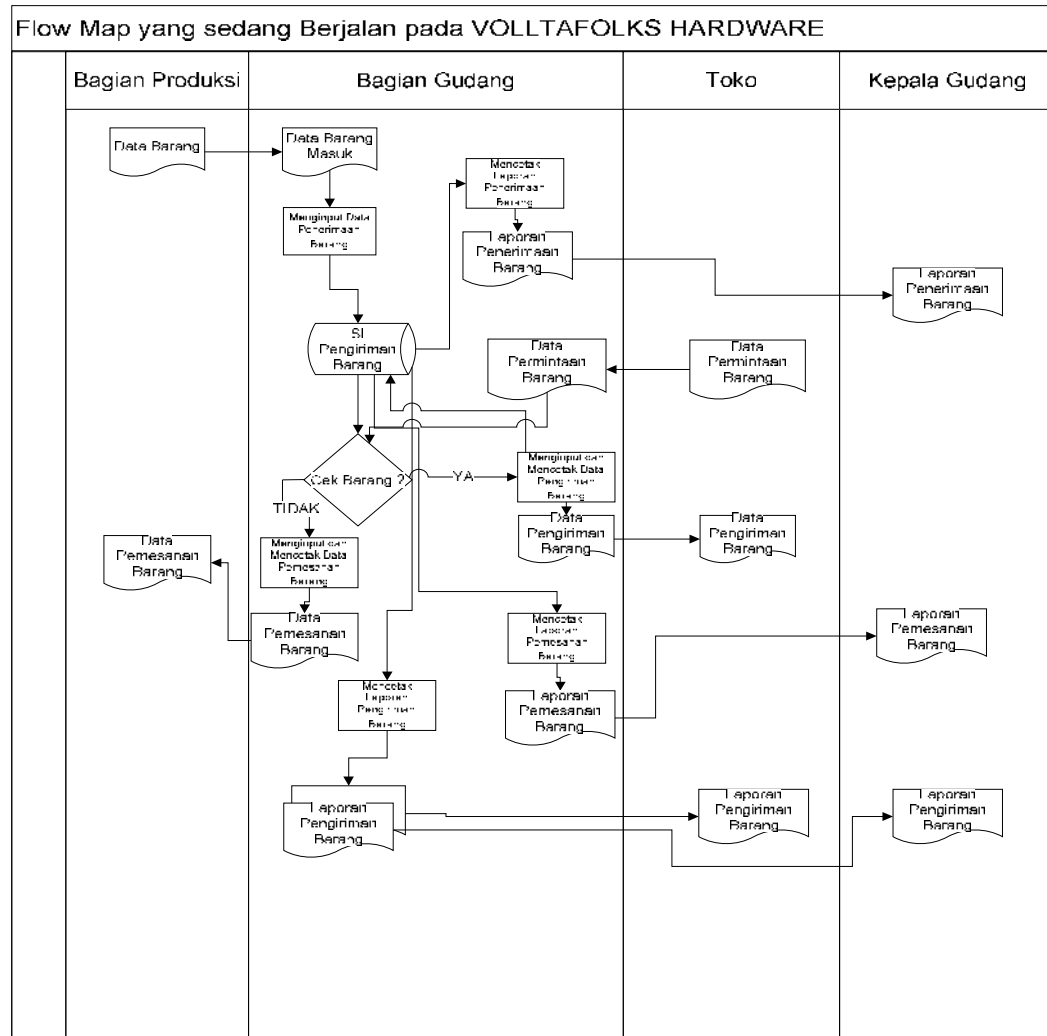 Flow Map yang sedang Berjalan pada VOLLTAFOLKS HARDWARE
Bagian Produksi
Bagian Gudang
Toko
Kepala Gudang
Data Barang
Data Barang
Masuk
Menginput Data
Penerimaan
Barang
Mencetak
Laporan
Penerimaan
Barang
Laporan
Penerimaan
Barang
Laporan
Penerimaan
Barang
SI
Pengiriman
Barang
Data
Permintaan
Barang
Data
Permintaan
Barang
Cek Barang ?
YA
TIDAK
Menginput dan
Mencetak Data
Pengiriman
Barang
Data
Pengiriman
Barang
Data
Pengiriman
Barang
Menginput dan
Mencetak Data
Pemesanan
Barang
Data
Pemesanan
Barang
Data
Pemesanan
Barang
Mencetak
Laporan
Pemesanan
Barang
Laporan
Pemesanan
Barang
Laporan
Pemesanan
Barang
Mencetak
Laporan
Pengiriman
Barang
Laporan
Pengiriman
Barang
Laporan
Pengiriman
Barang
Laporan
Pengiriman
Barang